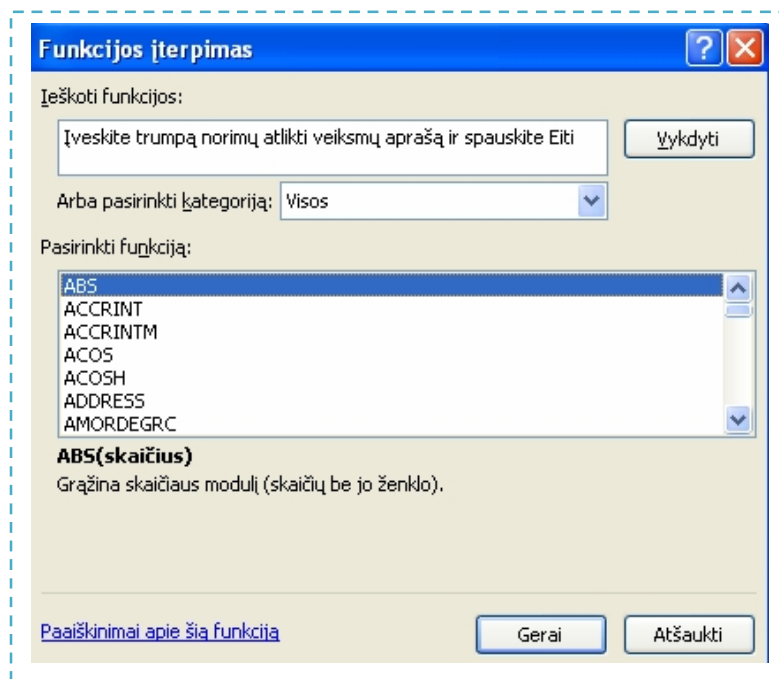 Funkcijos įterpimas
Ieškoti funkcijos:
Įveskite trumpą norimų atlikti veiksmų aprašą ir spauskite Eiti
Vykdyti
Arba pasirinkti kategoriją: Visos
Pasirinkti funkciją:
ABS
ACCRINT
ACCRINTM
ACOS
ACOSH
ADDRESS
AMORDEGRC
ABS(skaičius)
Grąžina skaičiaus modulį (skaičių be jo ženklo).
Paaiškinimai apie šią funkciją
Gerai
Atšaukti